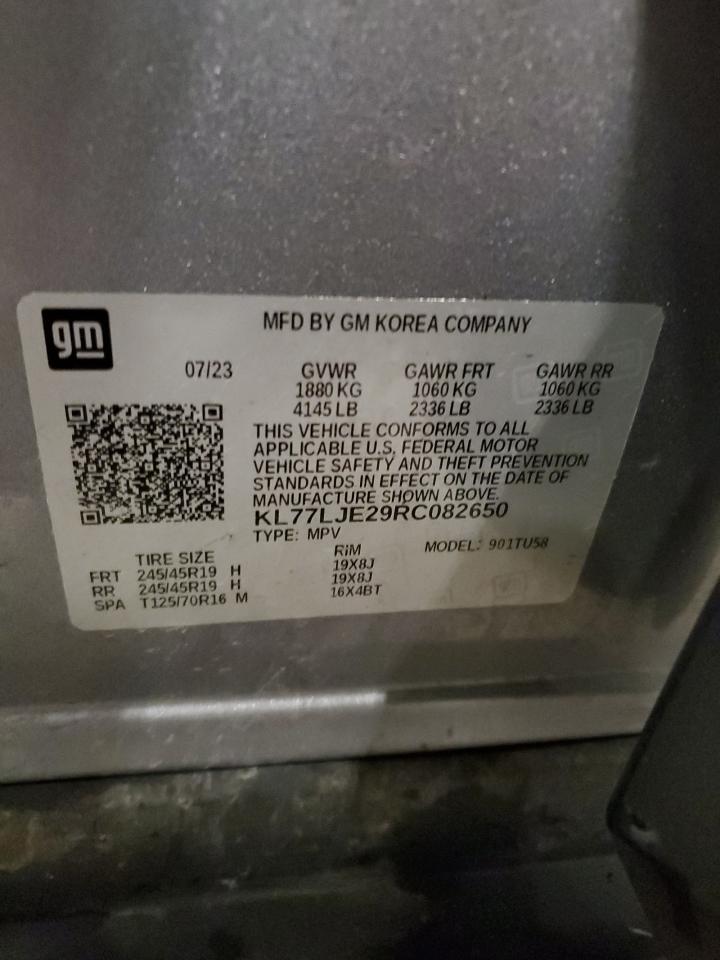 gm
MFD BY GM KOREA COMPANY
07/23
GVWR GAWR FRT GAWR RR
1880 KG 1060 KG 1060 KG
4145 LB 2336 LB 2336 LB
THIS VEHICLE CONFORMS TO ALL
APPLICABLE U.S. FEDERAL MOTOR
VEHICLE SAFETY AND THEFT PREVENTION
STANDARDS IN EFFECT ON THE DATE OF
MANUFACTURE SHOWN ABOVE.
KL77LJE29RC082650
TYPE: MPV
MODEL: 901TU58
TIRE SIZE RIM
FRT 245/45R19 H 19X8J
RR 245/45R19 H 19X8J
SPA T125/70R16 M 16X4BT